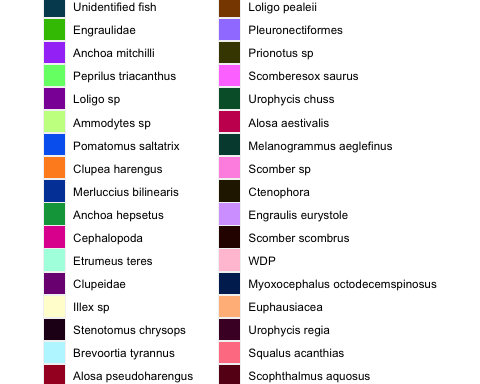 Unidentified fish
Engraulidae
Anchoa mitchilli
Peprilus triacanthus
Loligo sp
Ammodytes sp
Pomatomus saltatrix
Clupea harengus
Merluccius bilinearis
Anchoa hepsetus
Cephalopoda
Etrumeus teres
Clupeidae
Illex sp
Stenotomus chrysops
Brevoortia tyrannus
Alosa pseudoharengus
Loligo pealeii
Pleuronectiformes
Prionotus sp
Scomberesox saurus
Urophycis chuss
Alosa aestivalis
Melanogrammus aeglefinus
Scomber sp
Ctenophora
Engraulis eurystole
Scomber scombrus
WDP
Myoxocephalus octodecemspinosus
Euphausiacea
Urophycis regia
Squalus acanthias
Scophthalmus aquosus